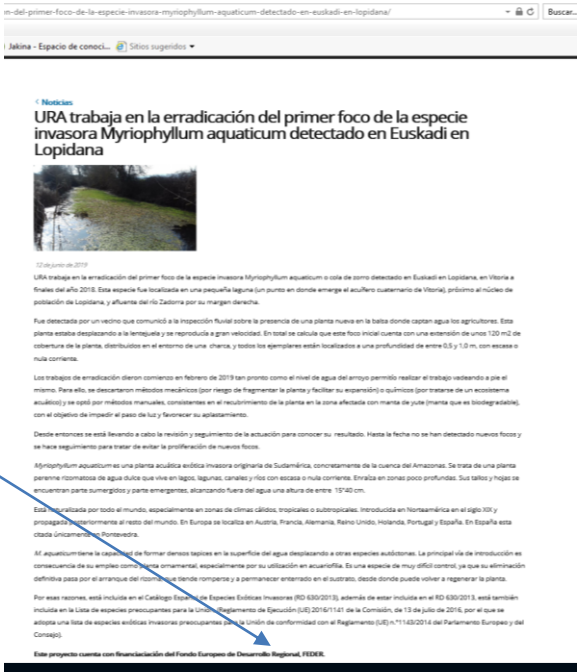 on-del-primer-foco-de-la-especie-invasora-myriophyllum-aquaticum-detectado-en-euskadi-en-lopidana/
Buscar...
Jakina - Espacio de conoci... Sitios sugeridos
< Noticias
URA trabaja en la erradicación del primer foco de la especie
invasora Myriophyllum aquaticum detectado en Euskadi en
Lopidana
12 de junio de 2019
URA trabaja en la erradicación del primer foco de la especie invasora Myriophyllum aquaticum o cola de zorro detectado en Euskadi en Lopidana, en Vitoria a
finales del año 2018. Esta especie fue localizada en una pequeña laguna (un punto en donde emerge el acuífero cuaternario de Vitoria), próximo al núcleo de
población de Lopidana, y afluente del río Zadorra por su margen derecha.
Fue detectada por un vecino que comunicó a la inspección fluvial sobre la presencia de una planta nueva en la balsa donde captan agua los agricultores. Esta
planta estaba desplazando a la lentejuela y se reproducía a gran velocidad. En total se calcula que este foco inicial cuenta con una extensión de unos 120 m2 de
cobertura de la planta, distribuidos en el entorno de una charca, y todos los ejemplares están localizados a una profundidad de entre 0,5 y 1,0 m, con escasa o
nula corriente.
Los trabajos de erradicación dieron comienzo en febrero de 2019 tan pronto como el nivel de agua del arroyo permitío realizar el trabajo vadeando a pie el
mismo. Para ello, se descartaron métodos mecánicos (por riesgo de fragmentar la planta y facilitar su expansión) o químicos (por tratarse de un ecosistema
acuático) y se optó por métodos manuales, consistentes en el recubrimiento de la planta en la zona afectada con manta de yute (manta que es biodegradable),
con el objetivo de impedir el paso de luz y favorecer su aplastamiento.
Desde entonces se está llevando a cabo la revisión y seguimiento de la actuación para conocer su resultado. Hasta la fecha no se han detectado nuevos focos y
se hace seguimiento para tratar de evitar la proliferación de nuevos focos.
Myriophyllum aquaticum es una planta acuática exótica invasora originaria de Sudamérica, concretamente de la cuenca del Amazonas. Se trata de una planta
perenne rizomatosa de agua dulce que vive en lagos, lagunas, canales y ríos con escasa o nula corriente. Enraíza en zonas poco profundas. Sus tallos y hojas se
encuentran parte sumergidos y parte emergentes, alcanzando fuera del agua una altura de entre 15*40 cm.
Está naturalizada por todo el mundo, especialmente en zonas de climas cálidos, tropicales o subtropicales. Introducida en Norteamérica en el siglo XIX y
propagada posteriormente al resto del mundo. En Europa se localiza en Austria, Francia, Alemania, Reino Unido, Holanda, Portugal y España. En España esta
citada únicamente en Pontevedra.
M. aquaticumtiene la capacidad de formar densos tapices en la superficie del agua desplazando a otras especies autóctonas. La principal vía de introducción es
consecuencia de su empleo como planta ornamental, especialmente por su utilización en acuariofilia. Es una especie de muy difícil control, ya que su eliminación
definitiva pasa por el arranque del rizoma, que tiende romperse y a permanecer enterrado en el sustrato, desde donde puede volver a regenerar la planta.
Por esas razones, está incluida en el Catálogo Español de Especies Exóticas Invasoras (RD 630/2013), además de estar incluida en el RD 630/2013, está también
incluida en la Lista de especies preocupantes para la Unión (Reglamento de Ejecución (UE) 2016/1141 de la Comisión, de 13 de julio de 2016, por el que se
adopta una lista de especies exóticas invasoras preocupantes para la Unión de conformidad con el Reglamento (UE) n.°1143/2014 del Parlamento Europeo y del
Consejo).
Este proyecto cuenta con financiaciación del Fondo Europeo de Desarrollo Regional, FEDER.